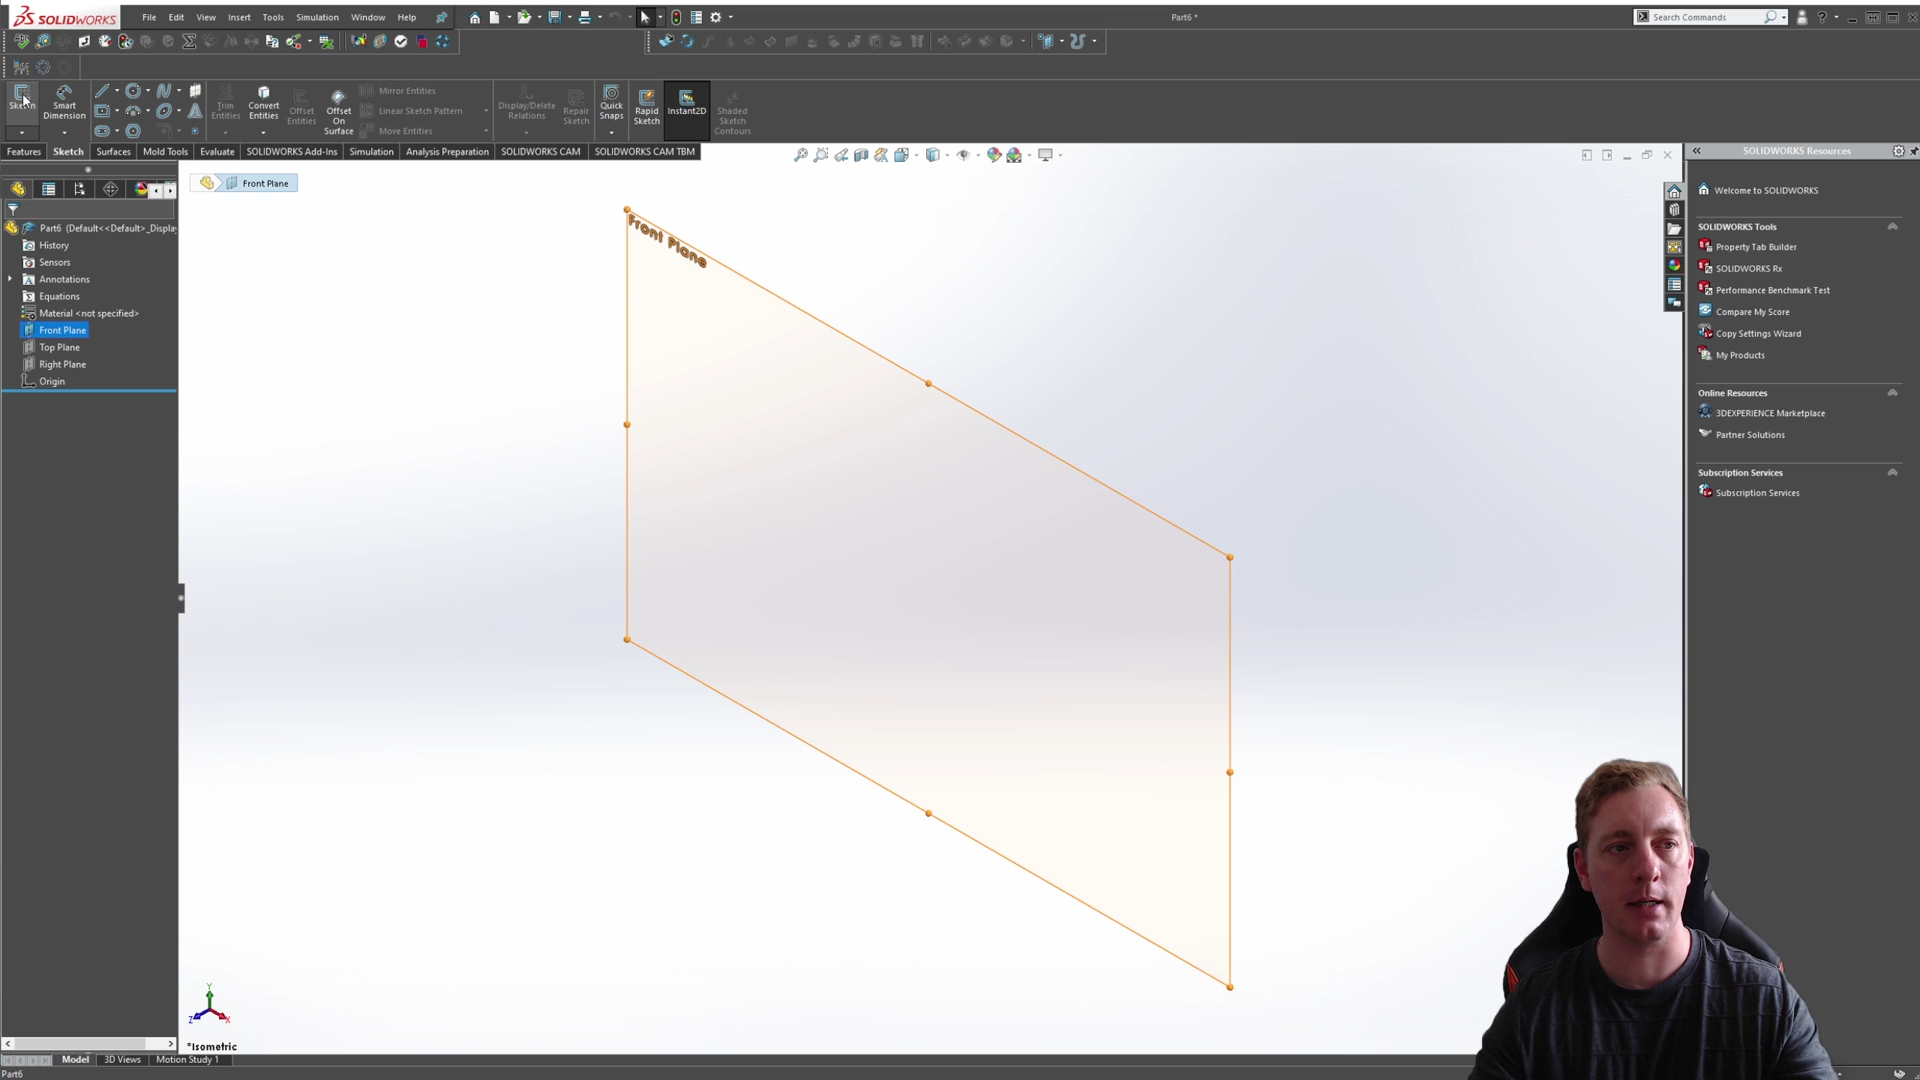 SOLIDWORKS File Edit View Insert Tools Simulation Window Help Part6 * Search Commands
Sketch Smart Dimension Trim Entities Convert Entities Offset Entities Offset On Surface Mirror Entities Linear Sketch Pattern Move Entities Display/Delete Relations Repair Sketch Quick Snaps Rapid Sketch Instant2D Shaded Sketch Contours
Features Sketch Surfaces Mold Tools Evaluate SOLIDWORKS Add-Ins Simulation Analysis Preparation SOLIDWORKS CAM SOLIDWORKS CAM TBM
Front Plane
Part6 (Default<<Default>_Display
History
Sensors
Annotations
Equations
Material <not specified>
Front Plane
Top Plane
Right Plane
Origin
Front Plane
Y
Z
X
*Isometric
SOLIDWORKS Resources
Welcome to SOLIDWORKS
SOLIDWORKS Tools
Property Tab Builder
SOLIDWORKS Rx
Performance Benchmark Test
Compare My Score
Copy Settings Wizard
My Products
Online Resources
3DEXPERIENCE Marketplace
Partner Solutions
Subscription Services
Subscription Services
Model 3D Views Motion Study 1
Part6